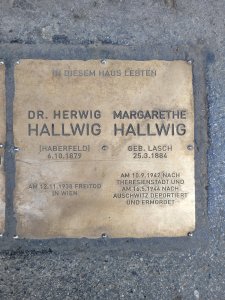 IN DIESEM HAUS LEBTEN
DR. HERWIG
HALLWIG
(HABERFELD)
6.10.1879
AM 12.11.1938 FREITOD
IN WIEN
MARGARETHE
HALLWIG
GEB. LASCH
25.3.1884
AM 10.9.1942 NACH
THERESIENSTADT UND
AM 16.5.1944 NACH
AUSCHWITZ DEPORTIERT
UND ERMORDET